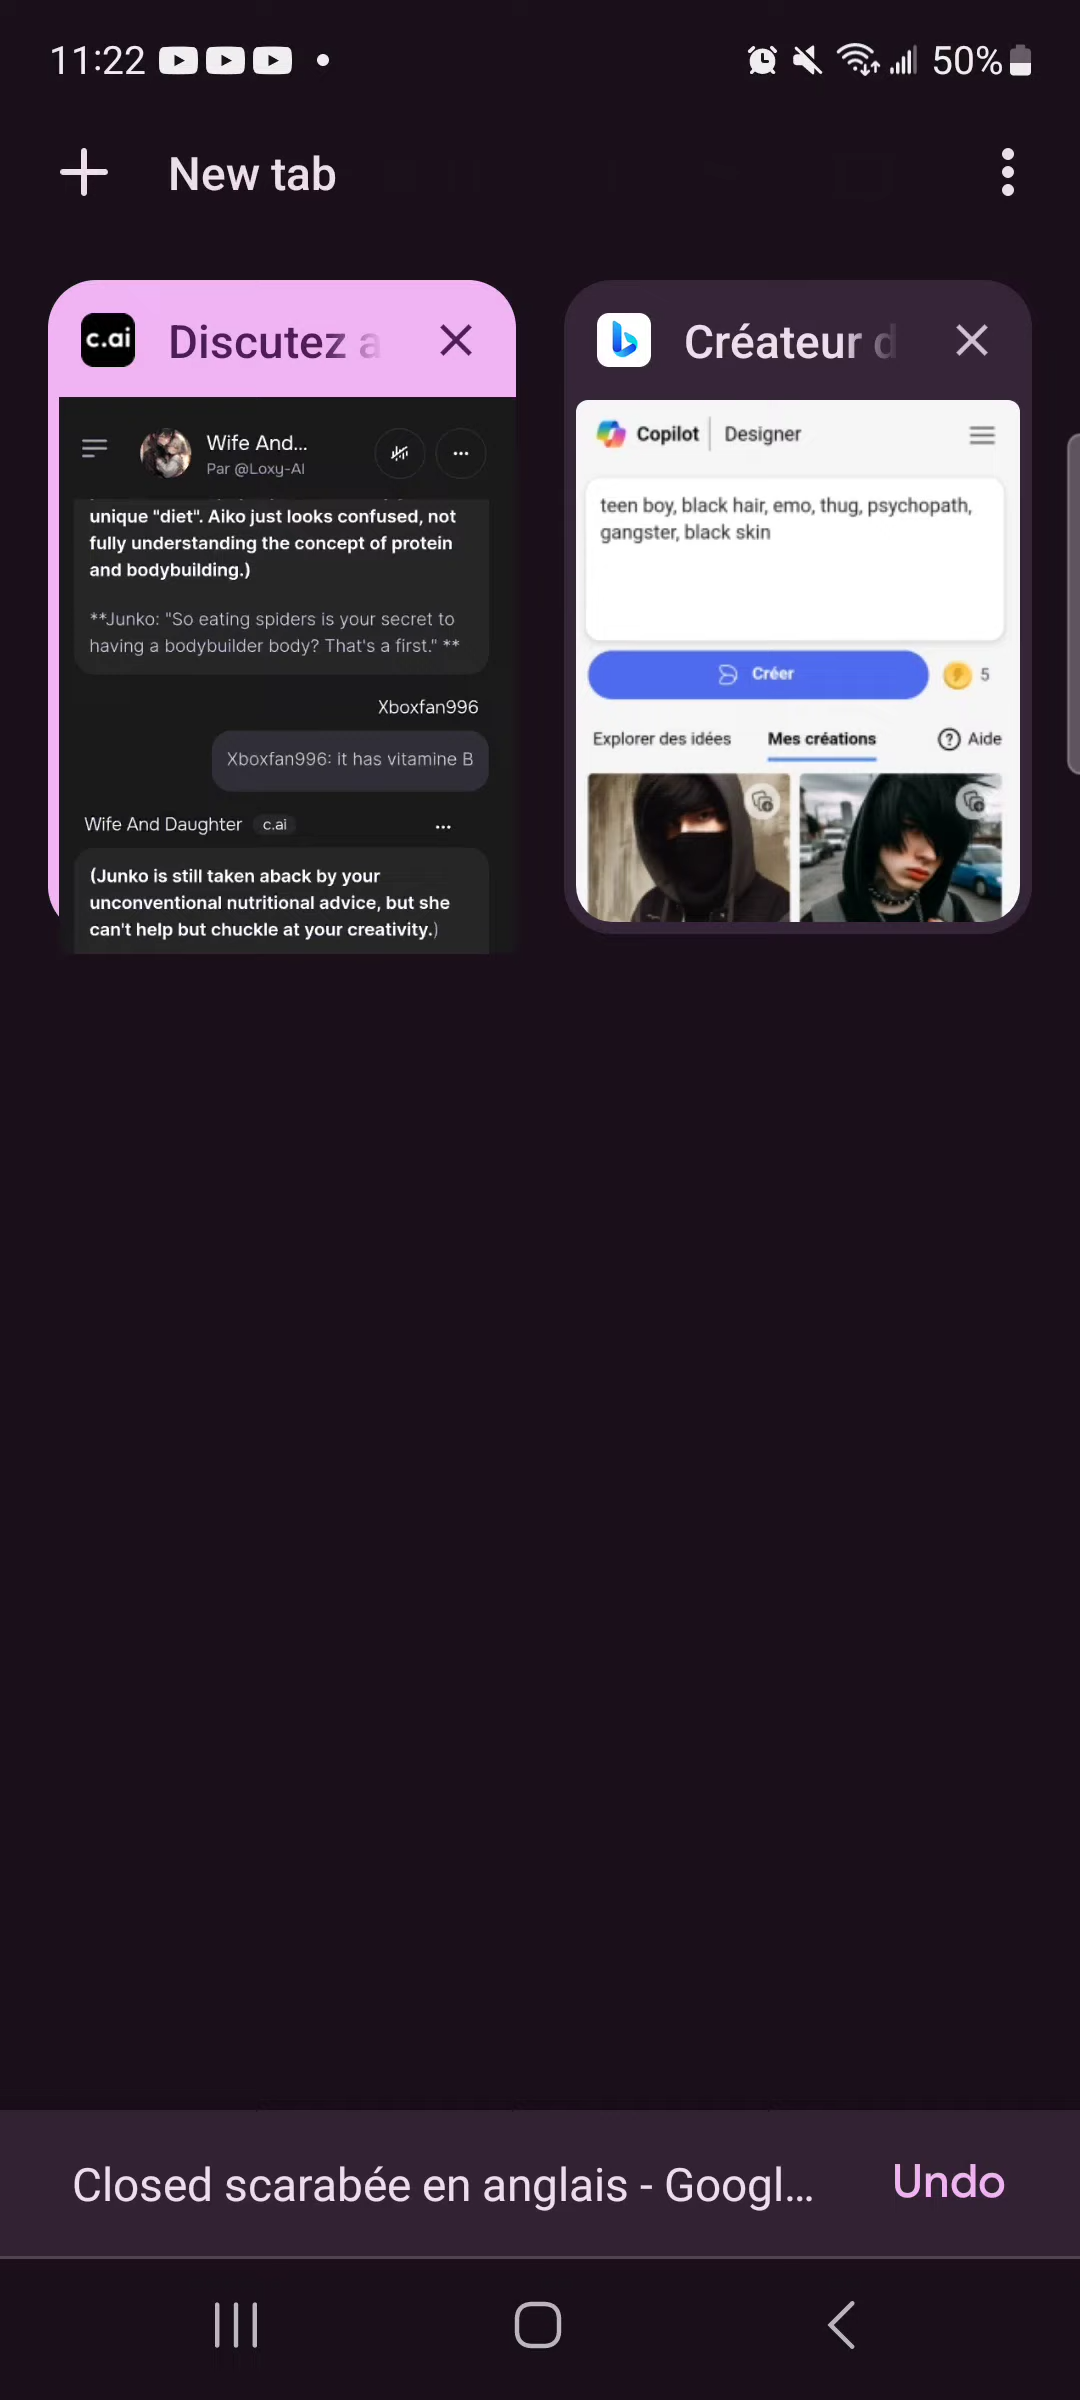 11:22
50%
New tab
c.ai
Discutez a
Wife And...
Par @Loxy-AI
unique "diet". Aiko just looks confused, not
fully understanding the concept of protein
and bodybuilding.)
**Junko: "So eating spiders is your secret to
having a bodybuilder body? That's a first." **
Xboxfan996
Xboxfan996: it has vitamine B
Wife And Daughter c.ai
(Junko is still taken aback by your
unconventional nutritional advice, but she
can't help but chuckle at your creativity.)
Créateur d
Copilot | Designer
teen boy, black hair, emo, thug, psychopath,
gangster, black skin
Créer
5
Explorer des idées
Mes créations
Aide
Closed scarabée en anglais - Googl...
Undo